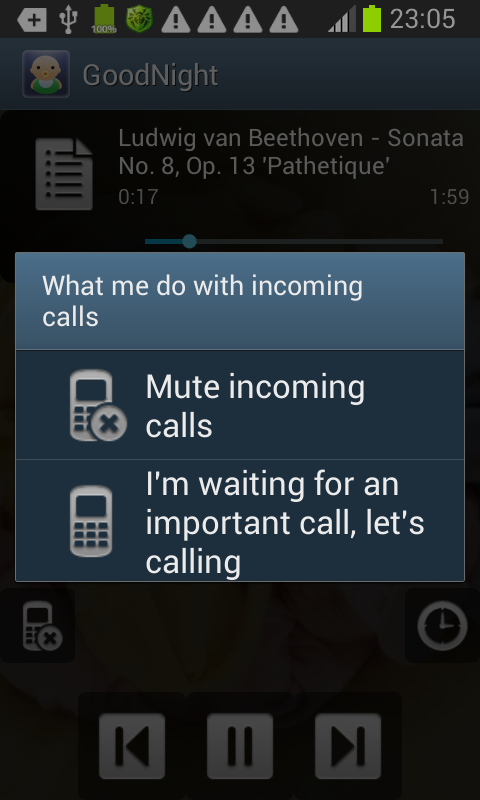 100%
23:05
GoodNight
Ludwig van Beethoven - Sonata
No. 8, Op. 13 'Pathetique'
0:17
1:59
What me do with incoming
calls
Mute incoming
calls
I'm waiting for an
important call, let's
calling